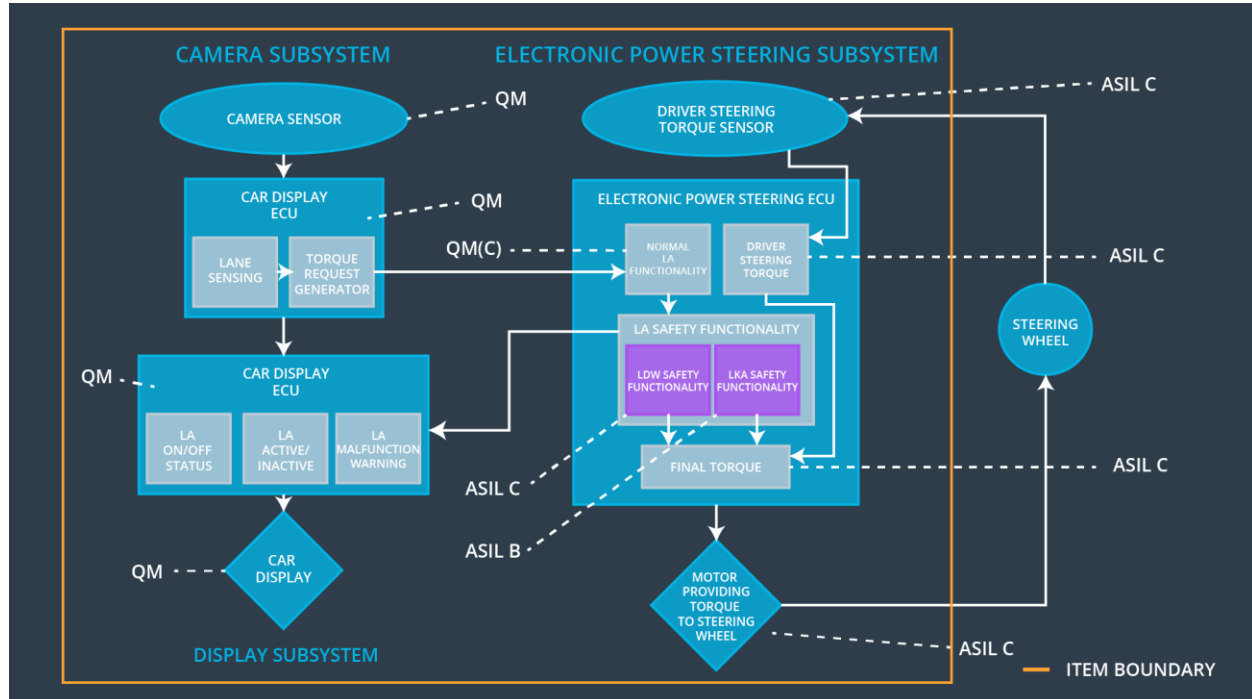 CAMERA SUBSYSTEM
ELECTRONIC POWER STEERING SUBSYSTEM
CAMERA SENSOR
QM
DRIVER STEERING
TORQUE SENSOR
ASIL C
CAR DISPLAY
ECU
QM
LANE
SENSING
TORQUE
REQUEST
GENERATOR
ELECTRONIC POWER STEERING ECU
QM(C)
NORMAL
LA
FUNCTIONALITY
DRIVER
STEERING
TORQUE
ASIL C
STEERING
WHEEL
LA SAFETY FUNCTIONALITY
LDW SAFETY
FUNCTIONALITY
LKA SAFETY
FUNCTIONALITY
QM
CAR DISPLAY
ECU
LA
ON/OFF
STATUS
LA
ACTIVE/
INACTIVE
LA
MALFUNCTION
WARNING
FINAL TORQUE
ASIL C
ASIL C
ASIL B
QM
CAR
DISPLAY
MOTOR
PROVIDING
TORQUE
TO STEERING
WHEEL
ASIL C
DISPLAY SUBSYSTEM
ITEM BOUNDARY